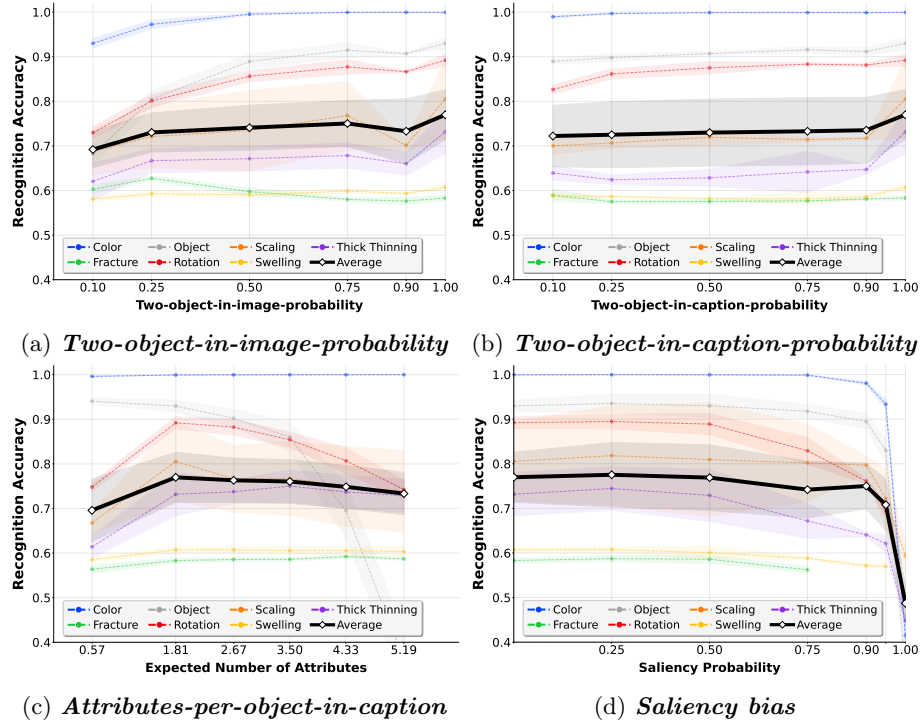 Recognition Accuracy
1.0
0.9
0.8
0.7
0.6
0.5
0.4
Color Object Scaling Thick Thinning
Fracture Rotation Swelling Average
0.10 0.25 0.50 0.75 0.90 1.00
Two-object-in-image-probability
(a) Two-object-in-image-probability
Recognition Accuracy
1.0
0.9
0.8
0.7
0.6
0.5
0.4
Color Object Scaling Thick Thinning
Fracture Rotation Swelling Average
0.10 0.25 0.50 0.75 0.90 1.00
Two-object-in-caption-probability
(b) Two-object-in-caption-probability
Recognition Accuracy
1.0
0.9
0.8
0.7
0.6
0.5
0.4
Color Object Scaling Thick Thinning
Fracture Rotation Swelling Average
0.57 1.81 2.67 3.50 4.33 5.19
Expected Number of Attributes
(c) Attributes-per-object-in-caption
Recognition Accuracy
1.0
0.9
0.8
0.7
0.6
0.5
0.4
Color Object Scaling Thick Thinning
Fracture Rotation Swelling Average
0.25 0.50 0.75 0.90 1.00
Saliency Probability
(d) Saliency bias